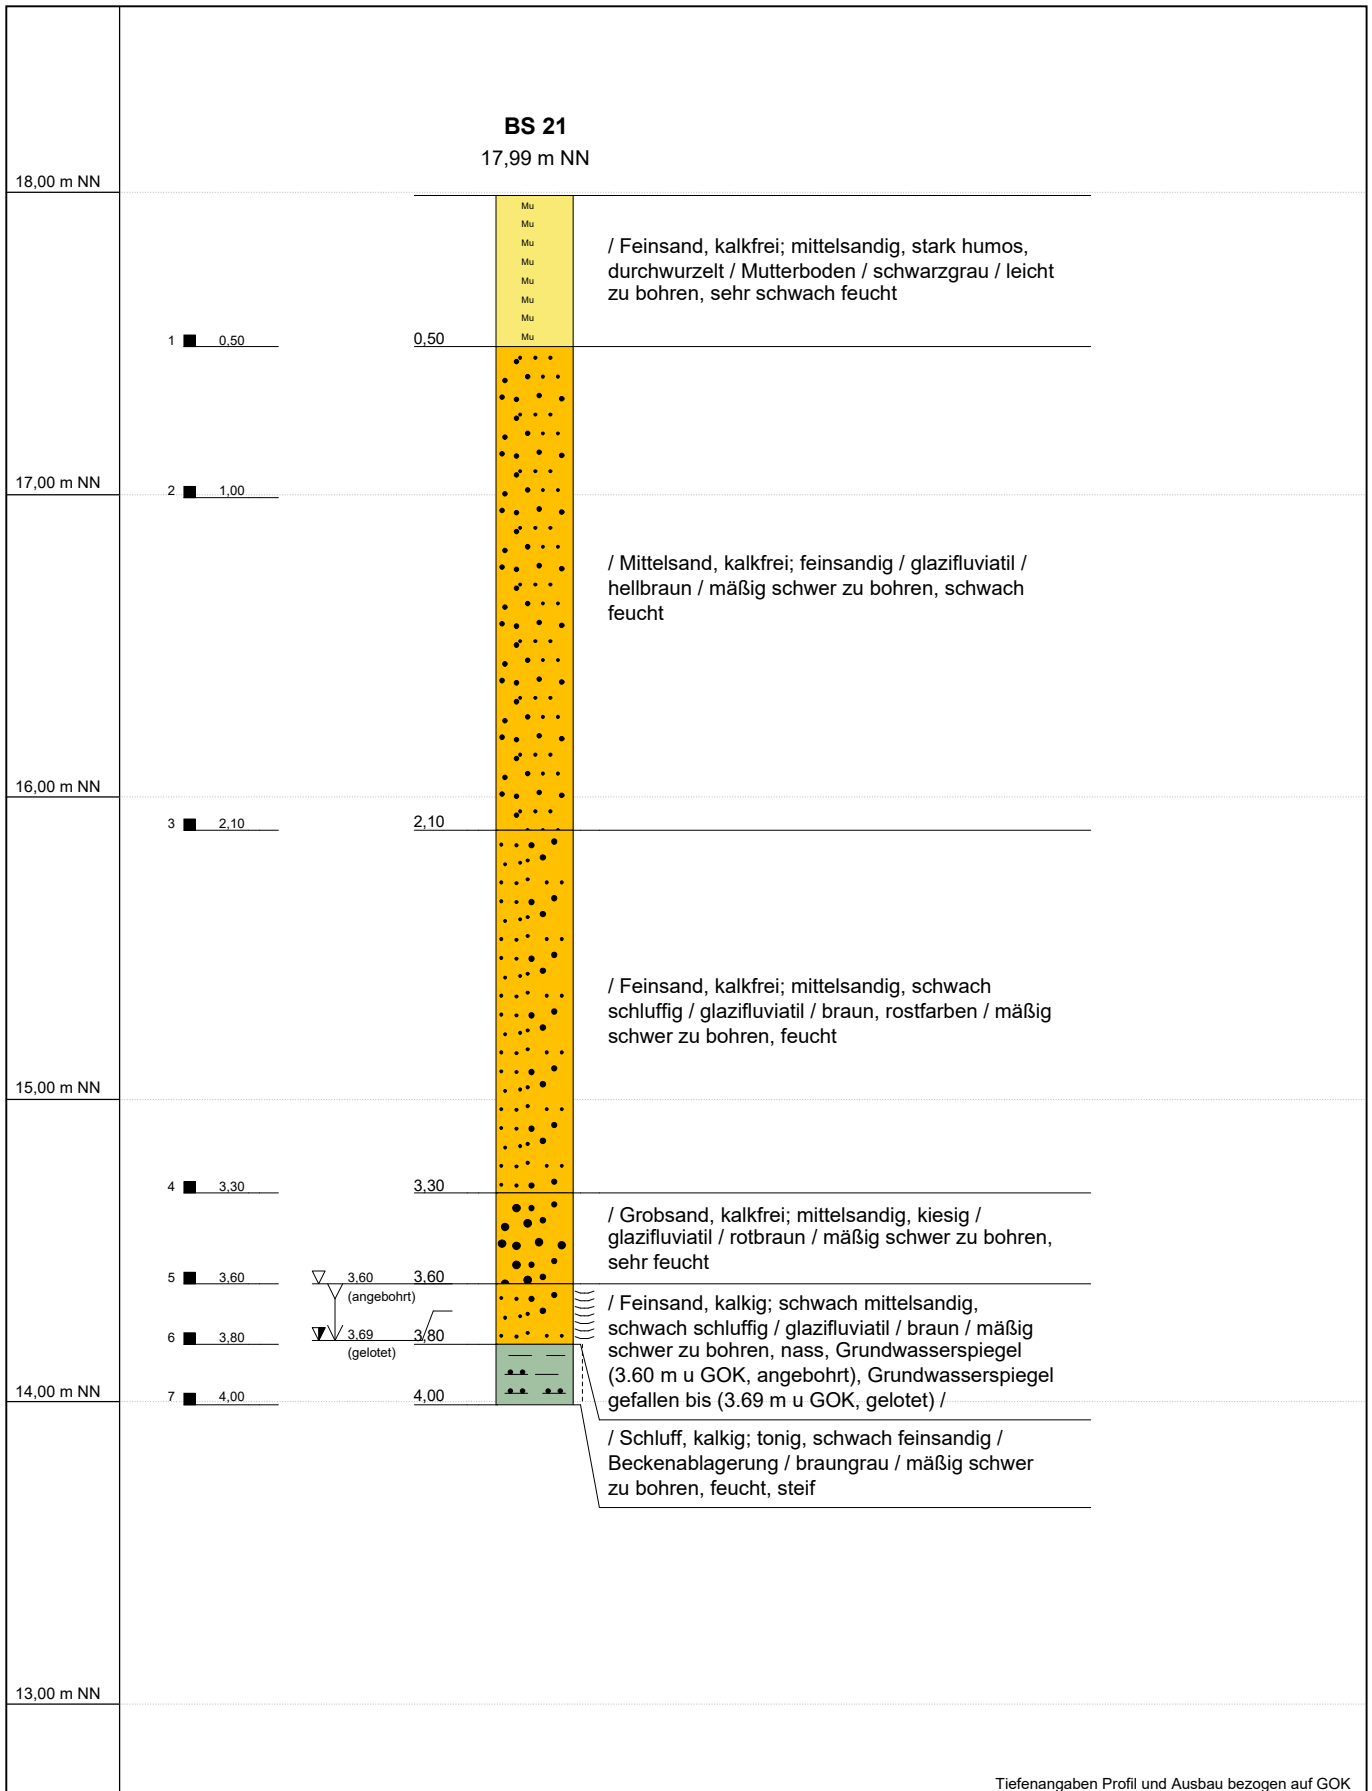 BS 21
17,99 m NN
18,00 m NN
Mu
Mu
Mu
Mu
Mu
Mu
Mu
Mu
/ Feinsand, kalkfrei; mittelsandig, stark humos,
durchwurzelt / Mutterboden / schwarzgrau / leicht
zu bohren, sehr schwach feucht
1 0,50 0,50
17,00 m NN
2 1,00
/ Mittelsand, kalkfrei; feinsandig / glazifluviatil /
hellbraun / mäßig schwer zu bohren, schwach
feucht
16,00 m NN
3 2,10 2,10
/ Feinsand, kalkfrei; mittelsandig, schwach
schluffig / glazifluviatil / braun, rostfarben / mäßig
schwer zu bohren, feucht
15,00 m NN
4 3,30 3,30
/ Grobsand, kalkfrei; mittelsandig, kiesig /
glazifluviatil / rotbraun / mäßig schwer zu bohren,
sehr feucht
5 3,60 3,60 3,60
(angebohrt)
/ Feinsand, kalkig; schwach mittelsandig,
schwach schluffig / glazifluviatil / braun / mäßig
schwer zu bohren, nass, Grundwasserspiegel
(3.60 m u GOK, angebohrt), Grundwasserspiegel
gefallen bis (3.69 m u GOK, gelotet) /
6 3,80 3,69 3,80
(gelotet)
14,00 m NN
7 4,00 4,00
/ Schluff, kalkig; tonig, schwach feinsandig /
Beckenablagerung / braungrau / mäßig schwer
zu bohren, feucht, steif
13,00 m NN
Tiefenangaben Profil und Ausbau bezogen auf GOK